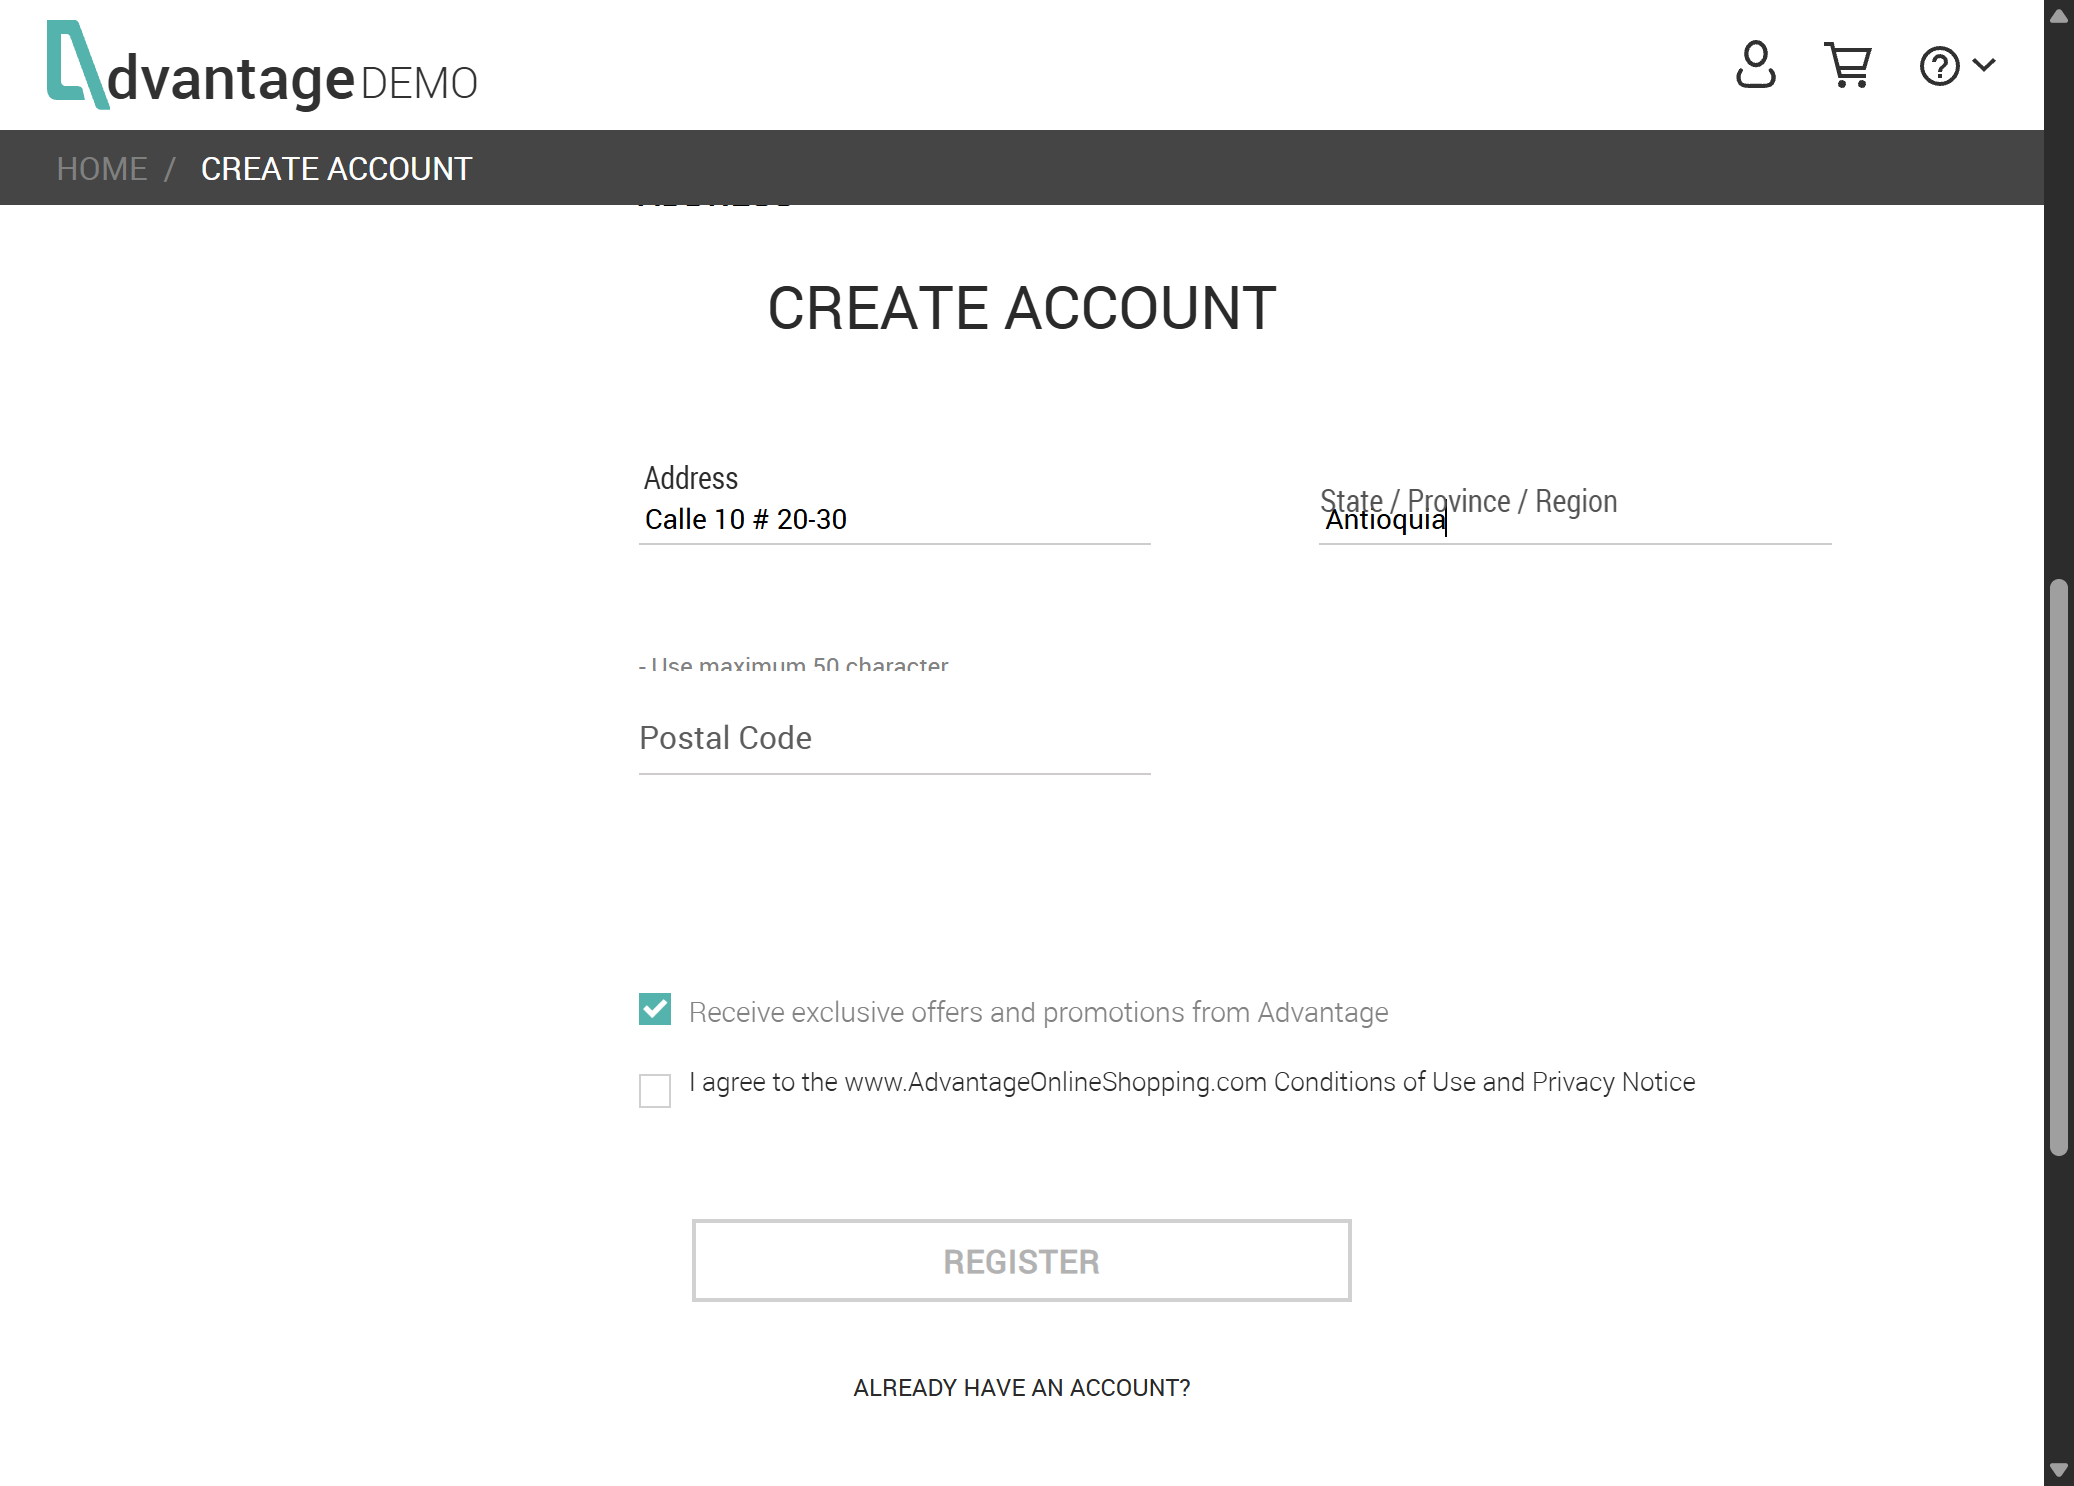 dvantage DEMO
HOME / CREATE ACCOUNT
ADDRESS
CREATE ACCOUNT
Address
Calle 10 # 20-30
State / Province / Region
Antioquia
- Use maximum 50 character
Postal Code
Receive exclusive offers and promotions from Advantage
I agree to the www.AdvantageOnlineShopping.com Conditions of Use and Privacy Notice
REGISTER
ALREADY HAVE AN ACCOUNT?